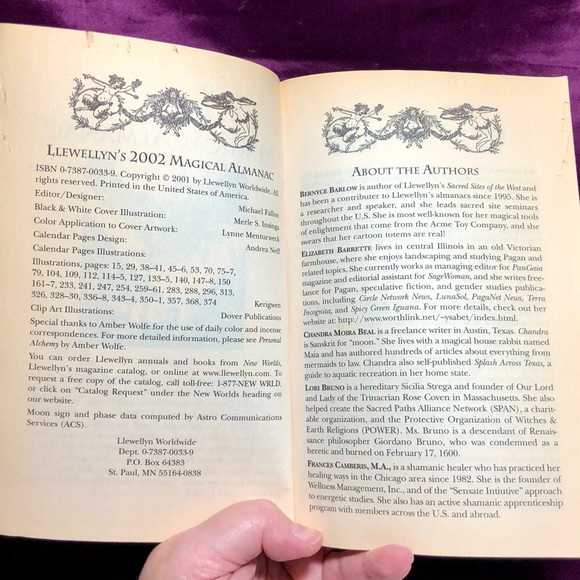 LLEWELLYN'S 2002 MAGICAL ALMANAC
ISBN 0-7387-0033-9. Copyright © 2001 by Llewellyn Worldwide. All
rights reserved. Printed in the United States of America.
Editor/Designer: Michael Fallon
Black & White Cover Illustration: Merle S. Insinga
Color Application to Cover Artwork: Lynne Menturweck
Calendar Pages Design: Andrea Neff
Calendar Pages Illustrations:
Illustrations, pages: 15, 29, 38–41, 45–6, 53, 70, 75–7,
79, 104, 109, 112, 114–5, 127, 133–5, 140, 147–8, 150
161–7, 233, 241, 247, 254, 259–61, 283, 288, 296, 313,
326, 328–30, 336–8, 343–4, 350–1, 357, 368, 374
Kerigwen
Clip Art Illustrations: Dover Publications
Special thanks to Amber Wolfe for the use of daily color and incense
correspondences. For more detailed information, please see Personal
Alchemy by Amber Wolfe.
You can order Llewellyn annuals and books from New Worlds,
Llewellyn's magazine catalog, or online at www.llewellyn.com. To
request a free copy of the catalog, call toll-free: 1-877-NEW WRLD,
or click on "Catalog Request" under the New Worlds heading on
our website.
Moon sign and phase data computed by Astro Communications
Services (ACS).
Llewellyn Worldwide
Dept. 0-7387-0033-9
P.O. Box 64383
St. Paul, MN 55164-0838
ABOUT THE AUTHORS
BERNYCE BARLOW is author of Llewellyn's Sacred Sites of the West and
has been a contributor to Llewellyn's almanacs since 1995. She is
a researcher and speaker, and she leads sacred site seminars
throughout the U.S. She is most well-known for her magical tools
of enlightment that come from the Acme Toy Company, and she
swears that her cartoon totems are real!
ELIZABETH BARRETTE lives in central Illinois in an old Victorian
farmhouse, where she enjoys landscaping and studying Pagan and
related topics. She currently works as managing editor for PanGaia
magazine and editorial assistant for SageWoman, and she writes free-
lance for Pagan, speculative fiction, and gender studies publica-
tions, including Circle Network News, LunaSol, PagaNet News, Terra
Incognita, and Spicy Green Iguana. For more details, check out her
website at: http://www.worthlink.net/~ysabet/index.html.
CHANDRA MOIRA BEAL is a freelance writer in Austin, Texas. Chandra
is Sanskrit for "moon." She lives with a magical house rabbit named
Maia and has authored hundreds of articles about everything from
mermaids to law. Chandra also self-published Splash Across Texas, a
guide to aquatic recreation in her home state.
LORI BRUNO is a hereditary Sicilia Strega and founder of Our Lord
and Lady of the Trinacrian Rose Coven in Massachusetts. She also
helped create the Sacred Paths Alliance Network (SPAN), a charit-
able organization, and the Protective Organization of Witches &
Earth Religions (POWER). Ms. Bruno is a descendant of Renais-
sance philosopher Giordano Bruno, who was condemned as a
heretic and burned on February 17, 1600.
FRANCES CAMBERIS, M.A., is a shamanic healer who has practiced her
healing ways in the Chicago area since 1982. She is the founder of
Wellness Management, Inc., and of the "Sensate Intiutive" approach
to energetic studies. She also has an active shamanic apprenticeship
program with members across the U.S. and abroad.